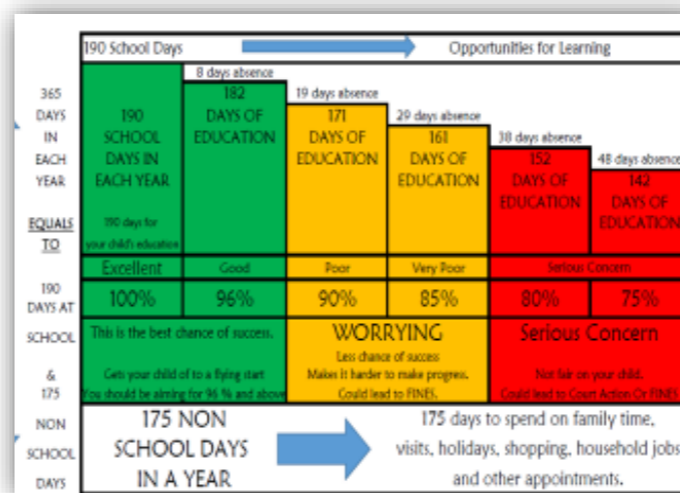 190 School Days
Opportunities for Learning
365
DAYS
IN
EACH
YEAR
EQUALS
TO
190
DAYS AT
SCHOOL
&
175
NON
SCHOOL
DAYS
190
SCHOOL
DAYS IN
EACH YEAR
190 days for
your child's education
8 days absence
182
DAYS OF
EDUCATION
19 days absence
171
DAYS OF
EDUCATION
29 days absence
161
DAYS OF
EDUCATION
38 days absence
152
DAYS OF
EDUCATION
48 days absence
142
DAYS OF
EDUCATION
Excellent
Good
Poor
Very Poor
Serious Concern
100%
96%
90%
85%
80%
75%
This is the best chance of success.
Gets your child of to a flying start
You should be aiming for 96 % and above
WORRYING
Less chance of success
Makes it harder to make progress.
Could lead to FINES.
Serious Concern
Not fair on your child.
Could lead to Court Action Or FINES
175 NON
SCHOOL DAYS
IN A YEAR
175 days to spend on family time,
visits, holidays, shopping, household jobs
and other appointments.